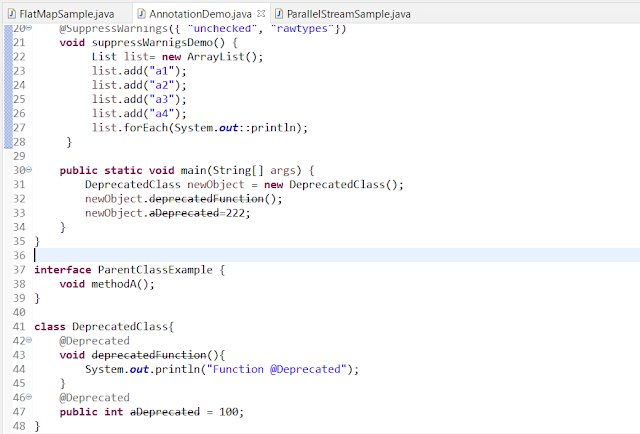 FlatMapSample.java AnnotationDemo.java ParallelStreamSample.java
20 @SuppressWarnings({ "unchecked", "rawtypes"})
21 void suppressWarnigsDemo() {
22 List list= new ArrayList();
23 list.add("a1");
24 list.add("a2");
25 list.add("a3");
26 list.add("a4");
27 list.forEach(System.out::println);
28 }
29
30 public static void main(String[] args) {
31 DeprecatedClass newObject = new DeprecatedClass();
32 newObject.deprecatedFunction();
33 newObject.aDeprecated=222;
34 }
35 }
36
37 interface ParentClassExample {
38 void methodA();
39 }
40
41 class DeprecatedClass{
42 @Deprecated
43 void deprecatedFunction(){
44 System.out.println("Function @Deprecated");
45 }
46 @Deprecated
47 public int aDeprecated = 100;
48 }